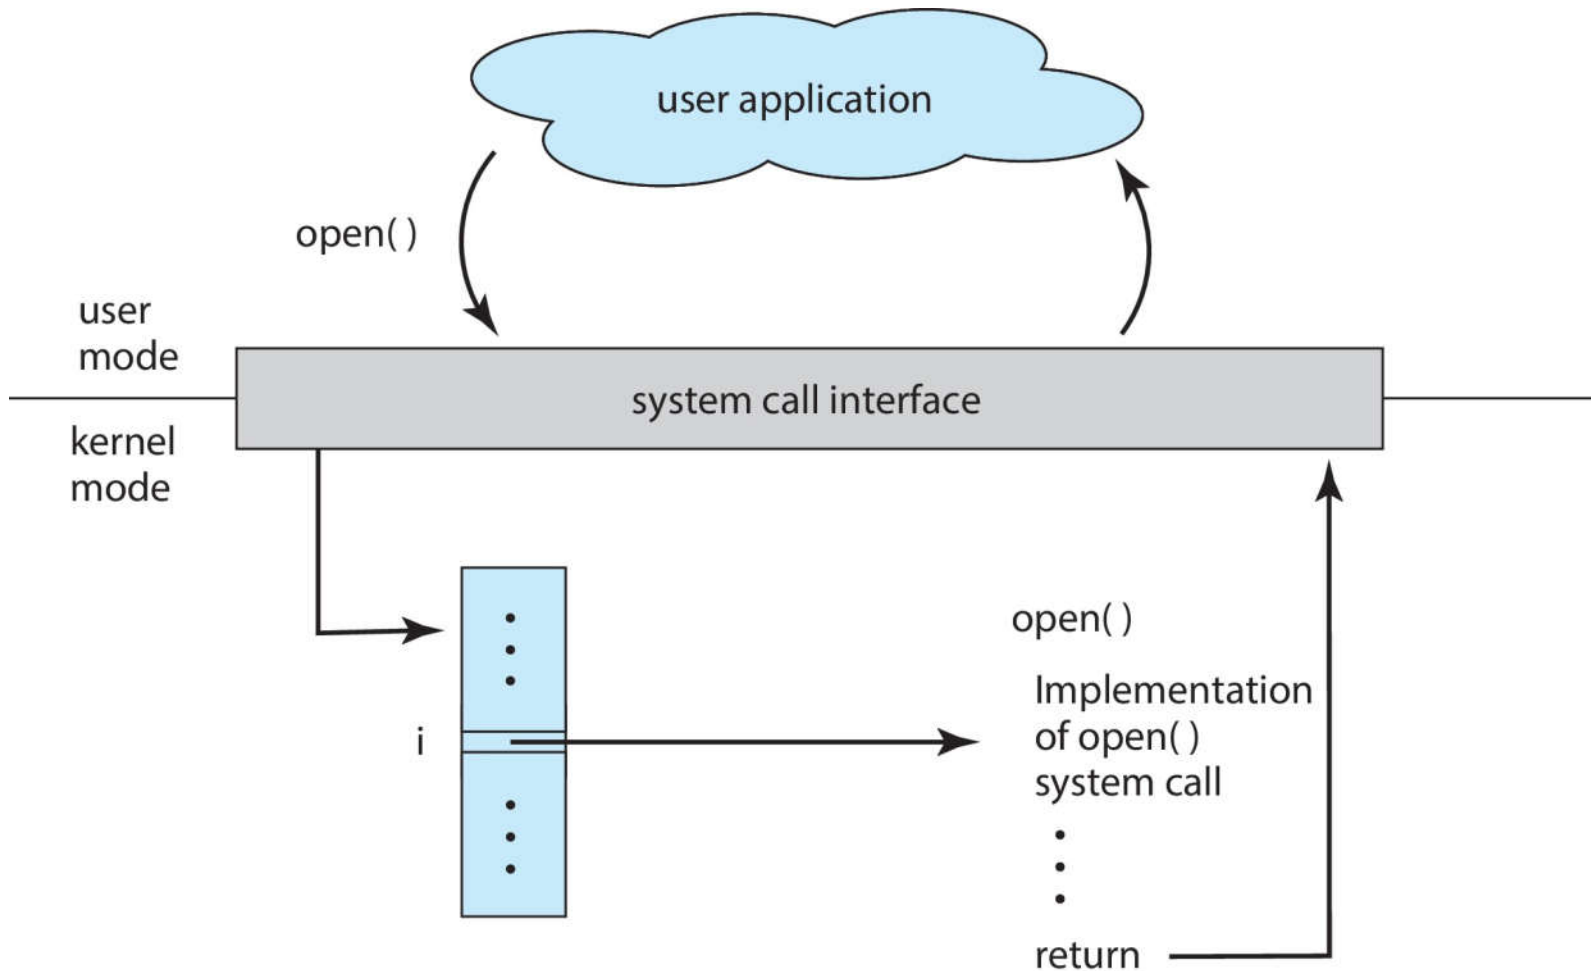 user application
open( )
user
mode
system call interface
kernel
mode
open( )
i
Implementation
of open( )
system call
return